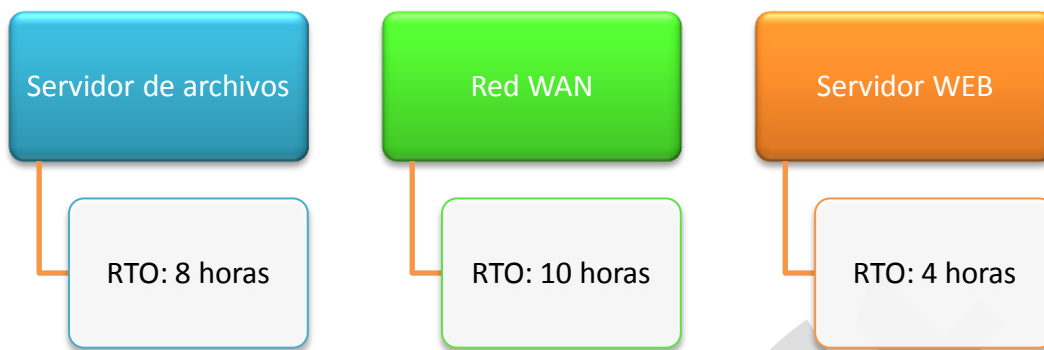 Servidor de archivos
Red WAN
Servidor WEB
RTO: 8 horas
RTO: 10 horas
RTO: 4 horas